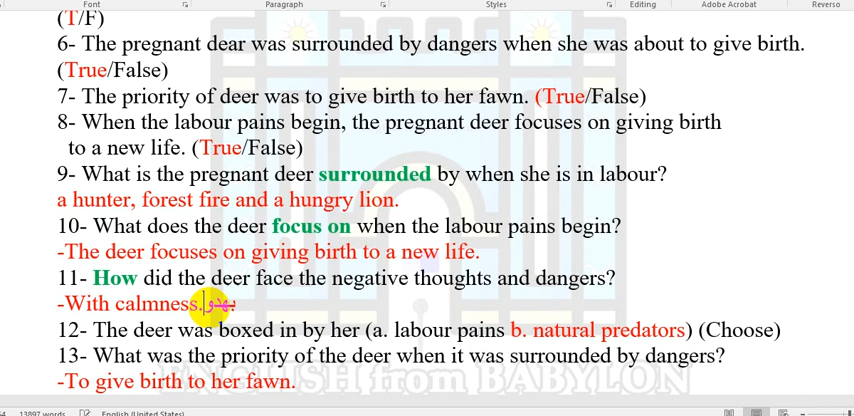 Font Paragraph Styles Editing Adobe Acrobat Reverso
(T/F)
6- The pregnant dear was surrounded by dangers when she was about to give birth.
(True/False)
7- The priority of deer was to give birth to her fawn. (True/False)
8- When the labour pains begin, the pregnant deer focuses on giving birth
to a new life. (True/False)
9- What is the pregnant deer surrounded by when she is in labour?
a hunter, forest fire and a hungry lion.
10- What does the deer focus on when the labour pains begin?
-The deer focuses on giving birth to a new life.
11- How did the deer face the negative thoughts and dangers?
-With calmness.بهدو
12- The deer was boxed in by her (a. labour pains b. natural predators) (Choose)
13- What was the priority of the deer when it was surrounded by dangers?
-To give birth to her fawn.
ENGLISH from BABYLON
13897 words English (United States)